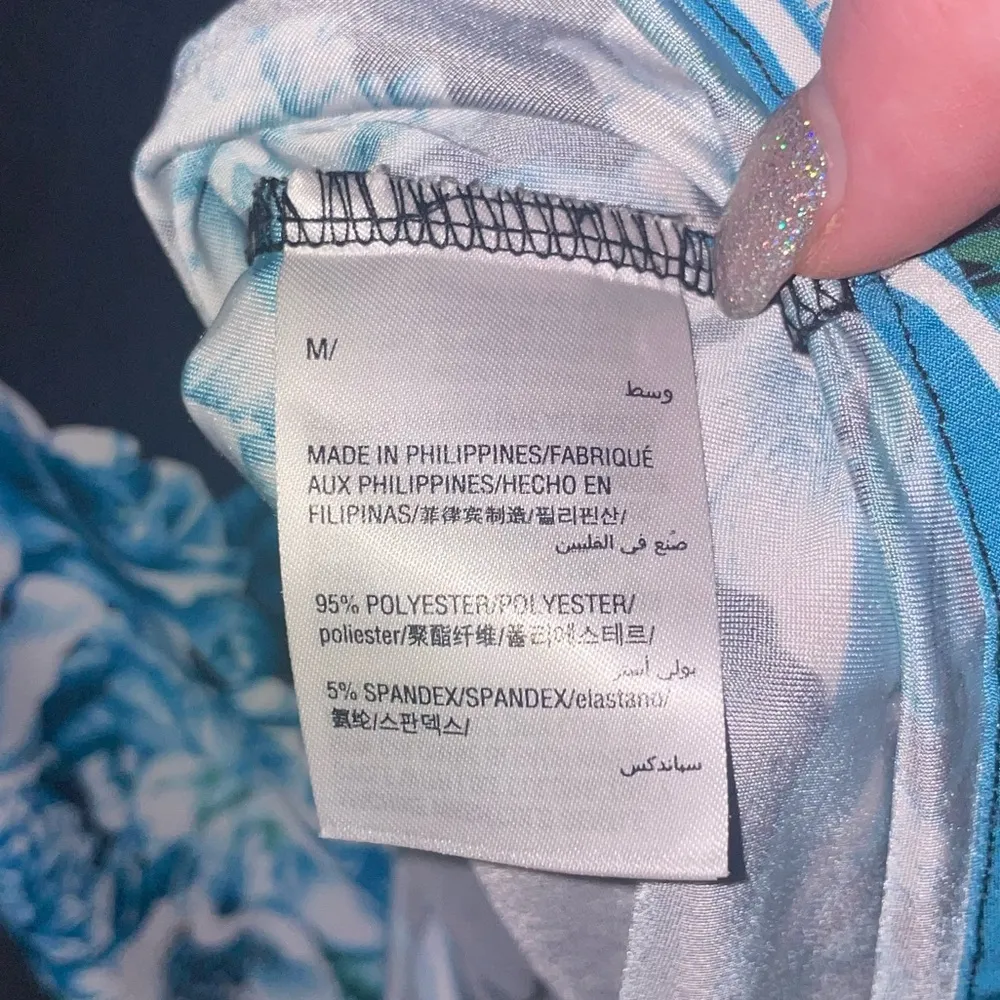 M/
وسط
MADE IN PHILIPPINES/FABRIQUÉ
AUX PHILIPPINES/HECHO EN
FILIPINAS/菲律宾制造/필리핀산/
صُنع في الفلبين
95% POLYESTER/POLYESTER/
poliester/聚酯纤维/폴리에스테르/
بولى أستر
5% SPANDEX/SPANDEX/elastano/
氨纶/스판덱스/
سباندكس